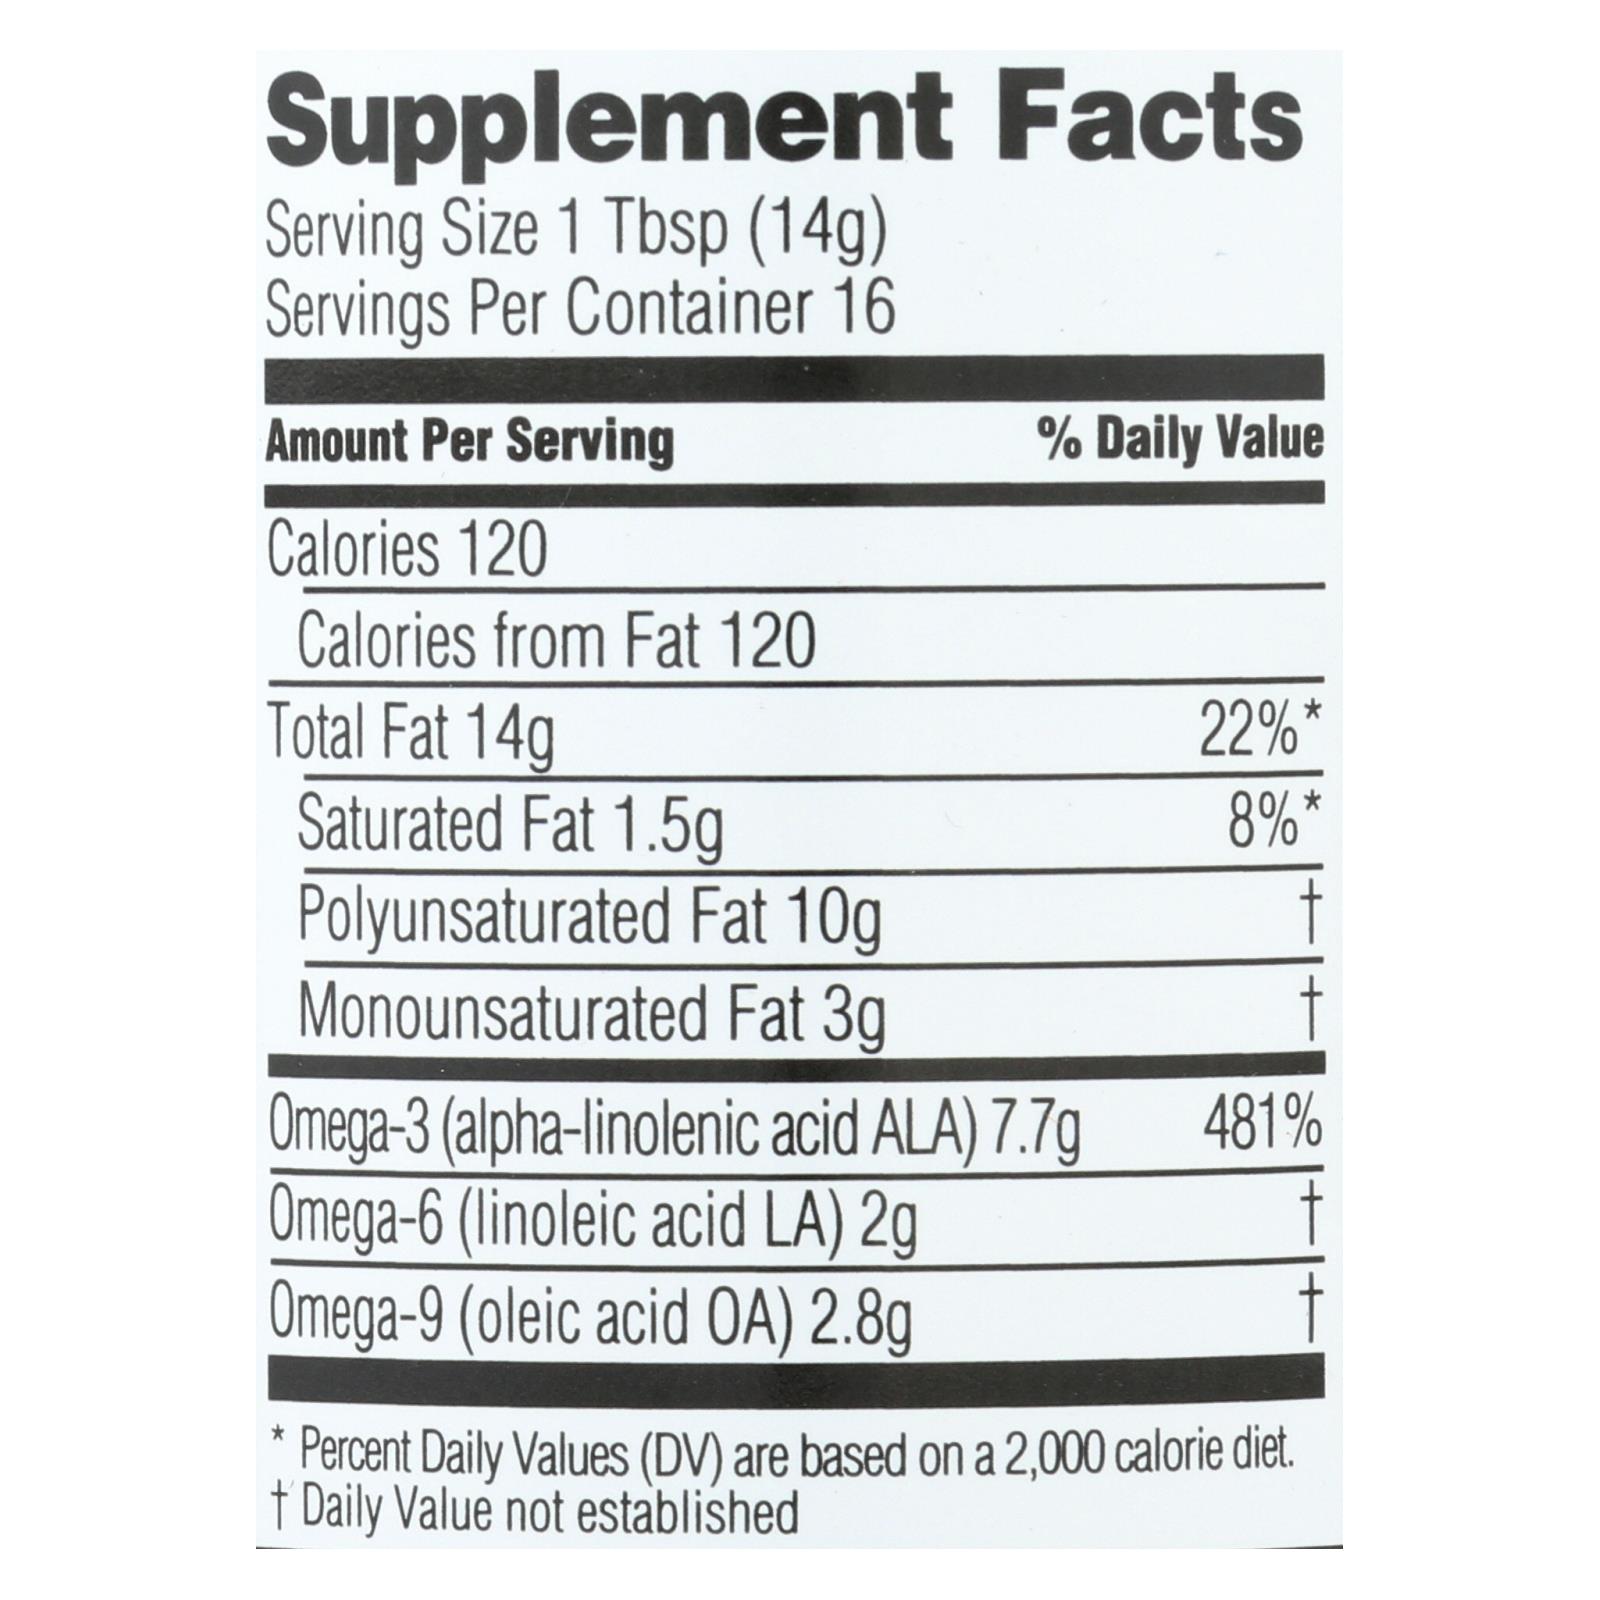 Supplement Facts
Serving Size 1 Tbsp (14g)
Servings Per Container 16
Amount Per Serving % Daily Value
Calories 120
Calories from Fat 120
Total Fat 14g 22%*
Saturated Fat 1.5g 8%*
Polyunsaturated Fat 10g †
Monounsaturated Fat 3g †
Omega-3 (alpha-linolenic acid ALA) 7.7g 481%
Omega-6 (linoleic acid LA) 2g †
Omega-9 (oleic acid OA) 2.8g †
* Percent Daily Values (DV) are based on a 2,000 calorie diet.
† Daily Value not established